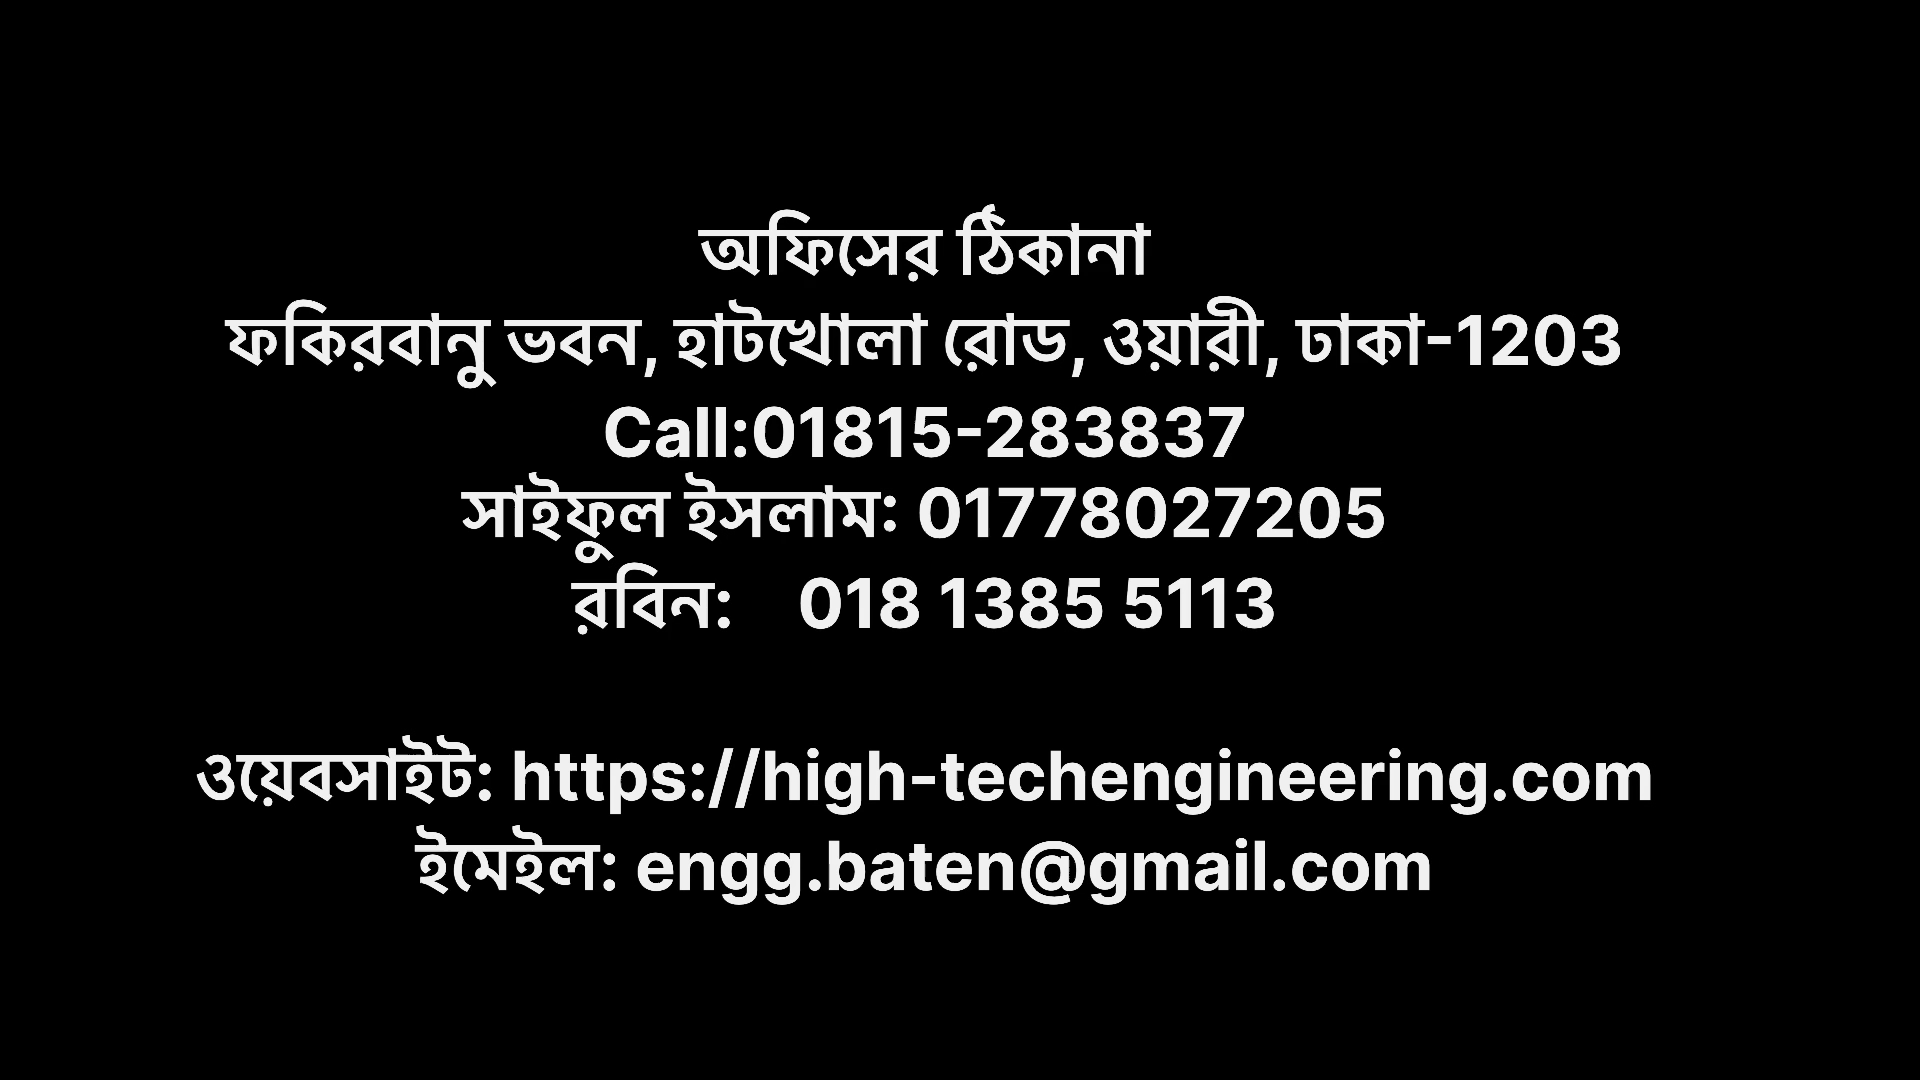 অফিসের ঠিকানা
ফকিরবানু ভবন, হাটখোলা রোড, ওয়ারী, ঢাকা-1203
Call:01815-283837
সাইফুল ইসলামঃ 01778027205
রবিন:    018 1385 5113
ওয়েবসাইট: https://high-techengineering.com
ইমেইল: engg.baten@gmail.com